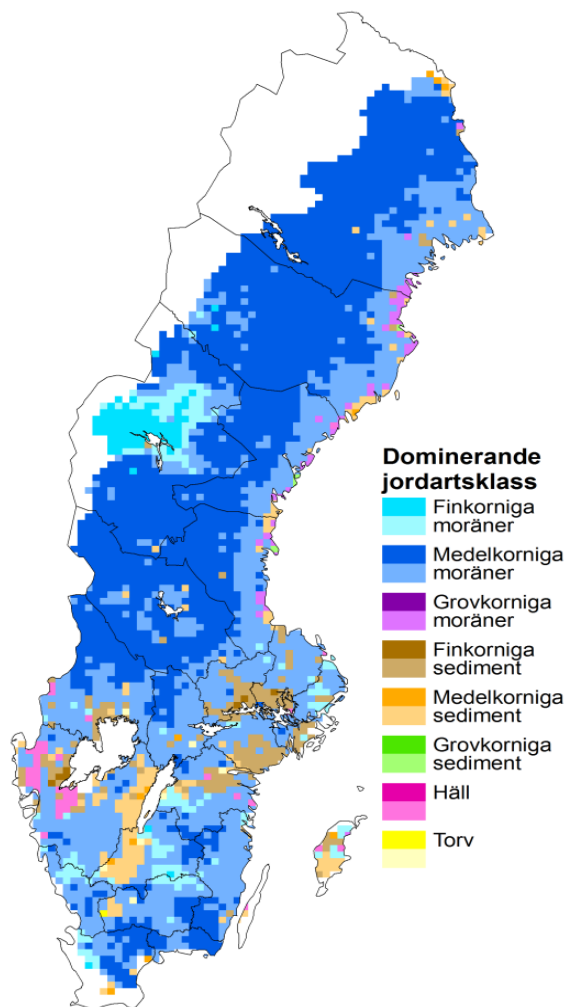 Dominerande
jordartsklass
Finkorniga
moräner
Medelkorniga
moräner
Grovkorniga
moräner
Finkorniga
sediment
Medelkorniga
sediment
Grovkorniga
sediment
Häll
Torv